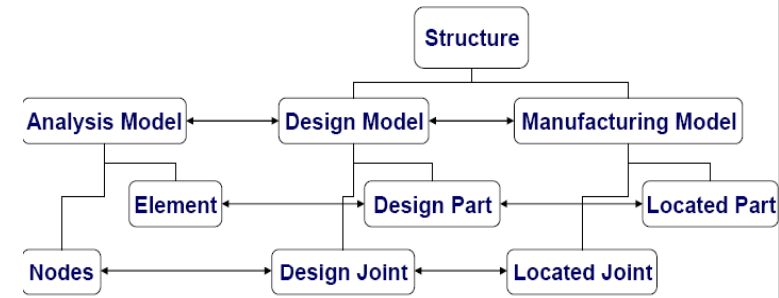 Structure
Analysis Model
Design Model
Manufacturing Model
Element
Design Part
Located Part
Nodes
Design Joint
Located Joint